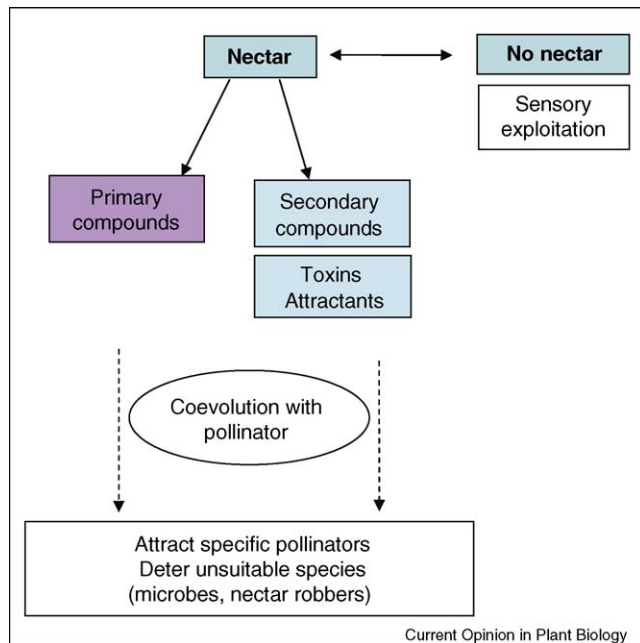 Nectar
No nectar
Sensory
exploitation
Primary
compounds
Secondary
compounds
Toxins
Attractants
Coevolution with
pollinator
Attract specific pollinators
Deter unsuitable species
(microbes, nectar robbers)
Current Opinion in Plant Biology